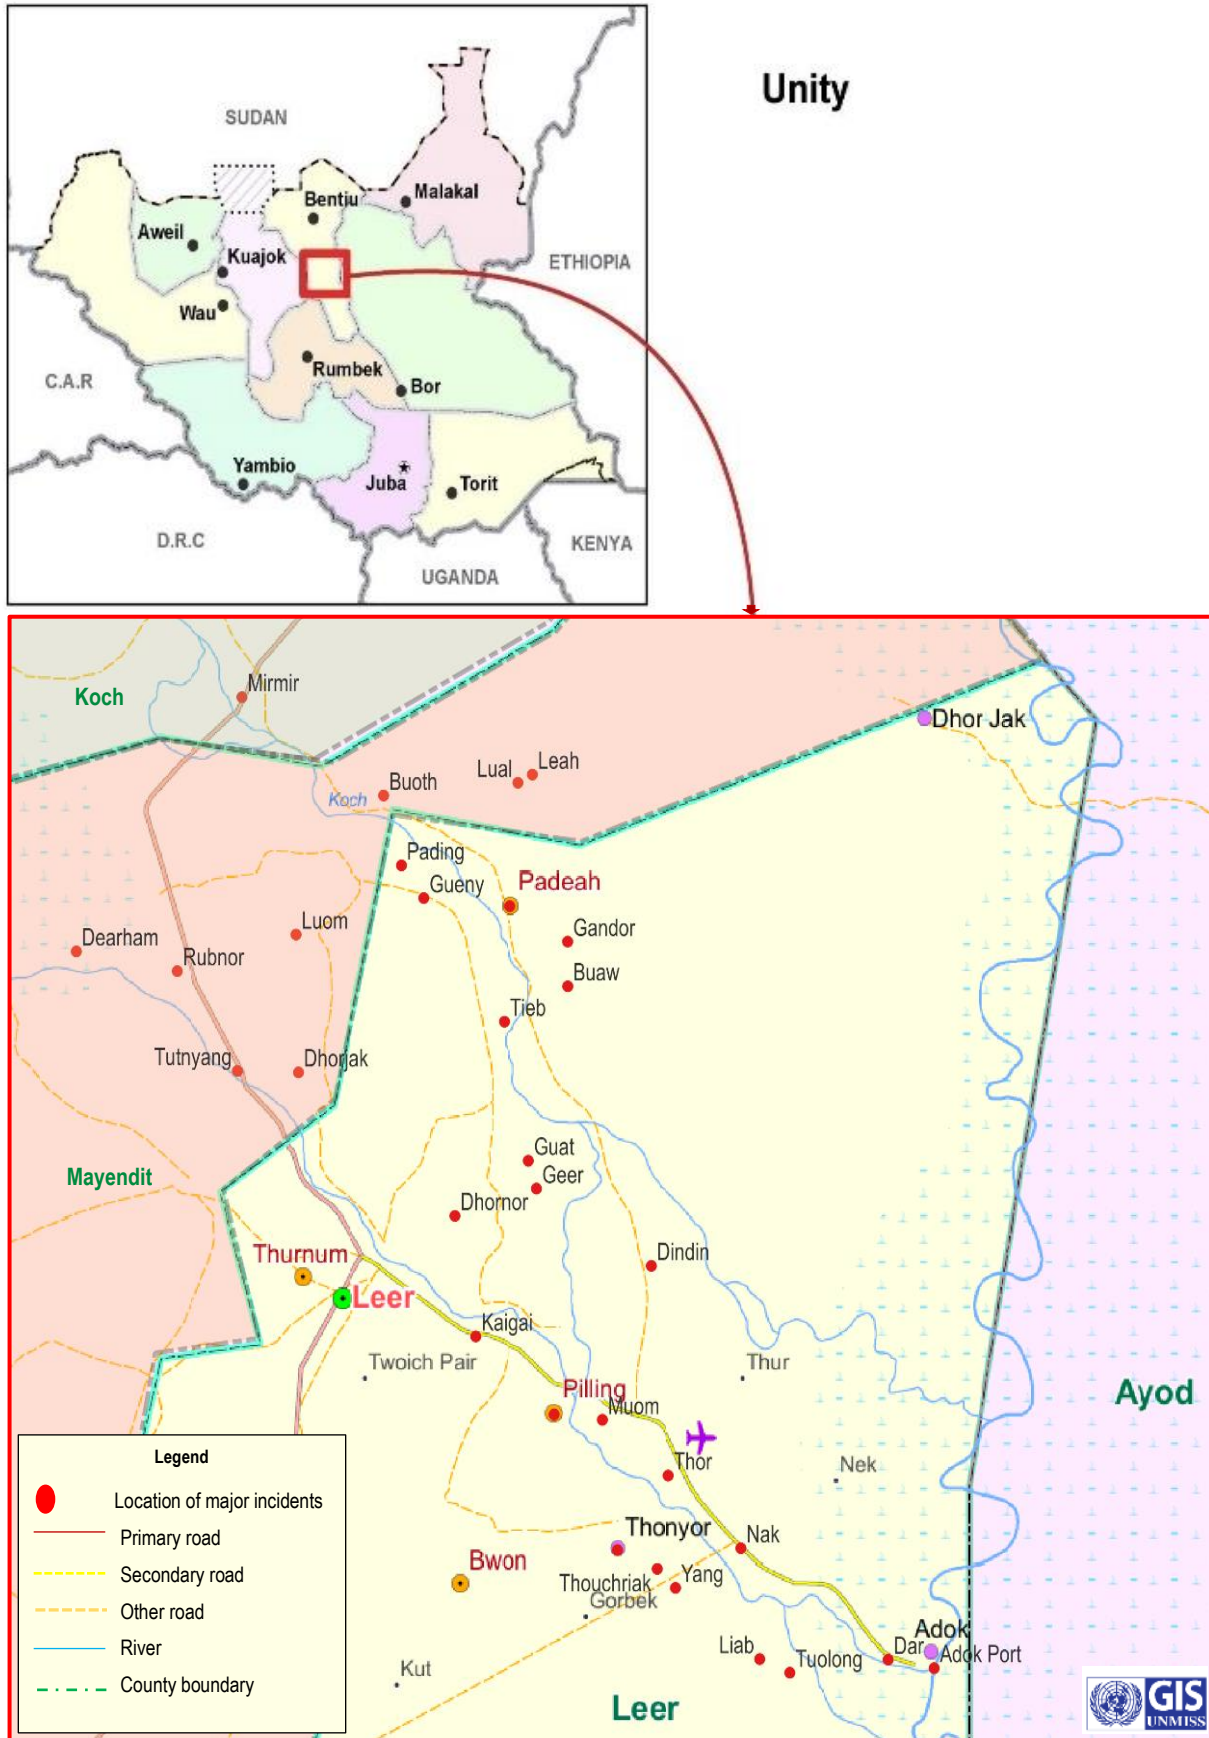 Unity
SUDAN
Bentiu
Malakal
Aweil
Kuajok
ETHIOPIA
Wau
Rumbek
C.A.R
Bor
Yambio
Juba
Torit
D.R.C
KENYA
UGANDA
Mirmir
Koch
Dhor Jak
Leah
Lual
Buoth
Koch
Pading
Padeah
Gueny
Luom
Gandor
Dearham
Rubnor
Buaw
Tieb
Tutnyang
Dhorjak
Guat
Mayendit
Geer
Dhornor
Thurnum
Dindin
Leer
Kaigai
Twoich Pair
Thur
Pilling
Ayod
Muom
Thor
Nek
Thonyor
Nak
Bwon
Yang
Thouchriak
Gorbek
Adok
Liab
Dar
Adok Port
Tuolong
Kut
Leer
Legend
Location of major incidents
Primary road
Secondary road
Other road
River
County boundary
GIS
UNMISS